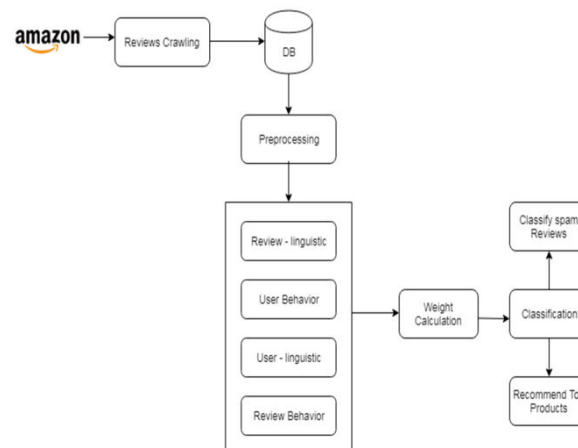 amazon
Reviews Crawling
DB
Preprocessing
Review - linguistic
User Behavior
User - linguistic
Review Behavior
Weight
Calculation
Classification
Classify spam
Reviews
Recommend To
Products